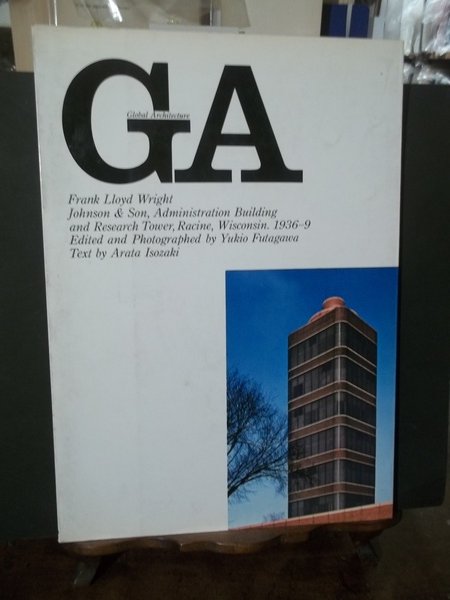 GA
Global Architecture
Frank Lloyd Wright
Johnson & Son, Administration Building
and Research Tower, Racine, Wisconsin. 1936-9
Edited and Photographed by Yukio Futagawa
Text by Arata Isozaki